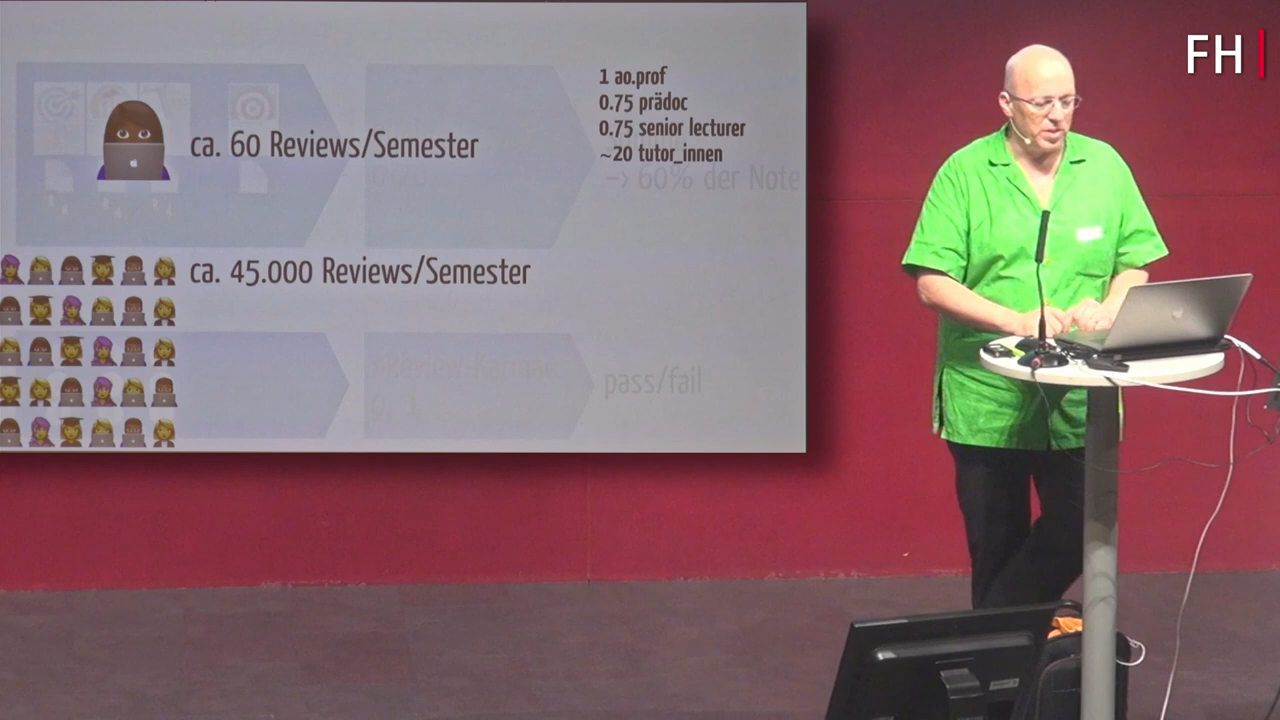 FH
ca. 60 Reviews/Semester
1 ao.prof
0.75 prädoc
0.75 senior lecturer
~20 tutor_innen
→ 60% der Note
ca. 45.000 Reviews/Semester
pass/fail